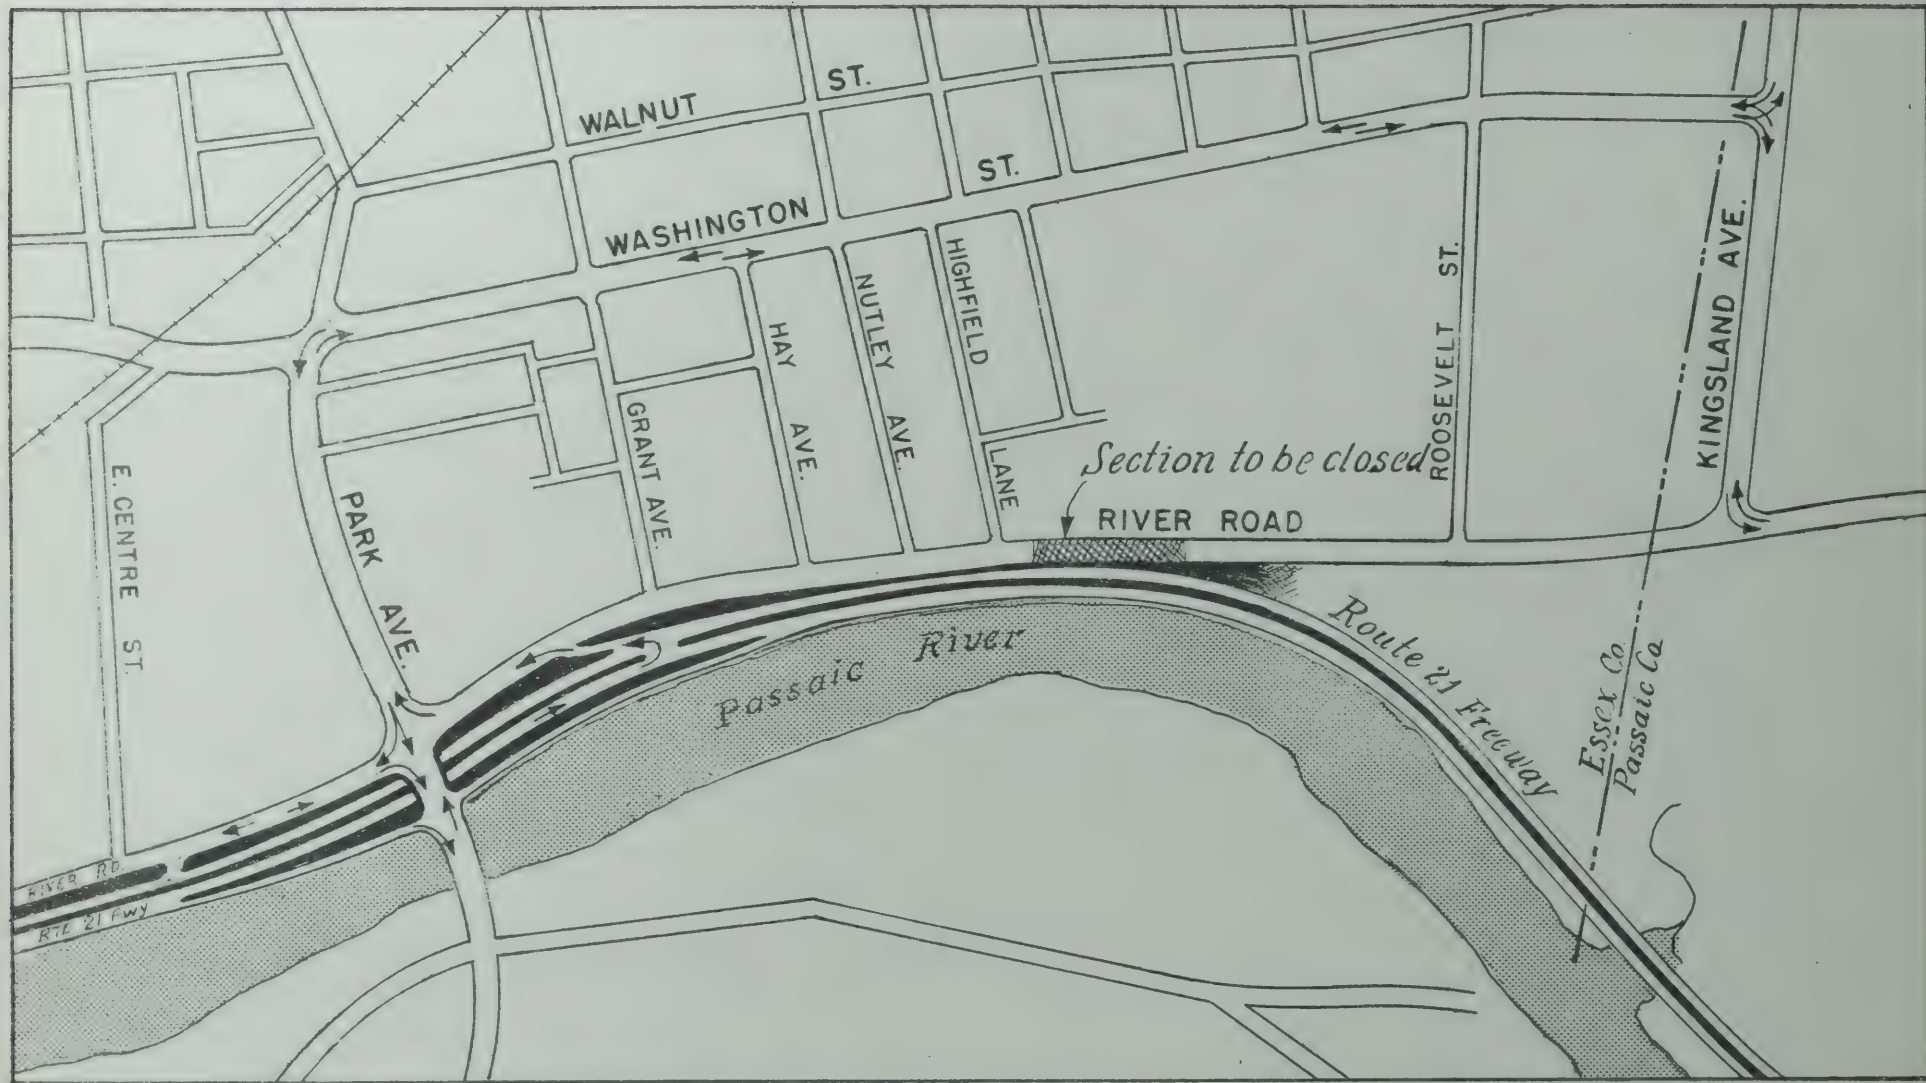 WALNUT ST.
WASHINGTON ST.
HAY AVE.
NUTLEY AVE.
HIGHFIELD LANE
GRANT AVE.
PARK AVE.
E. CENTRE ST.
ROOSEVELT ST.
KINGSLAND AVE.
Section to be closed
RIVER ROAD
Route 21 Freeway
Passaic River
Essex Co.
Passaic Co.
RIVER RD.
RTE 21 Fwy